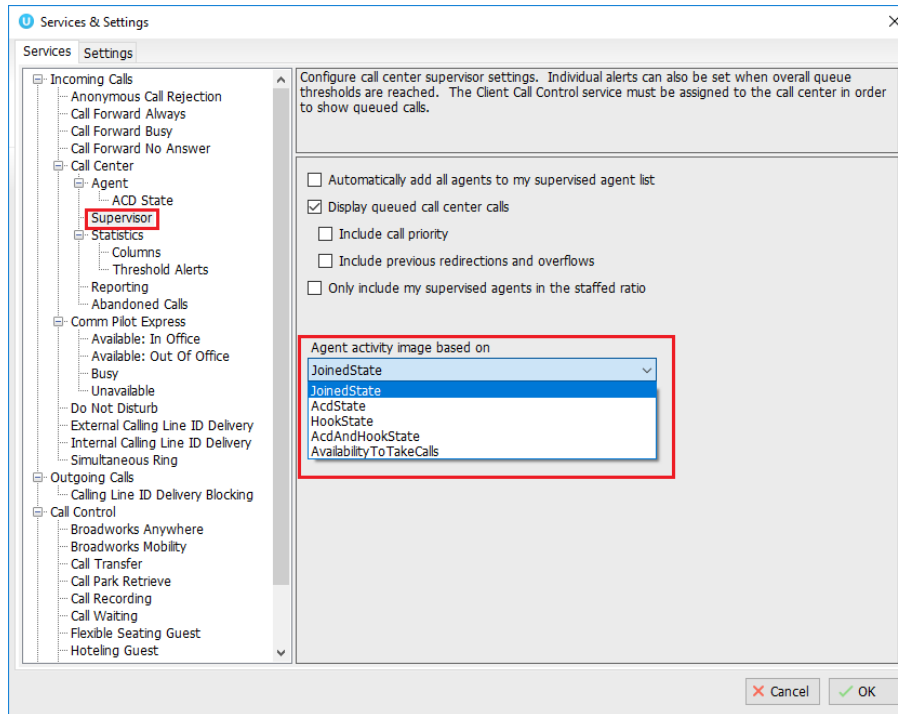 Services & Settings
Services Settings
Incoming Calls
Anonymous Call Rejection
Call Forward Always
Call Forward Busy
Call Forward No Answer
Call Center
Agent
ACD State
Supervisor
Statistics
Columns
Threshold Alerts
Reporting
Abandoned Calls
Comm Pilot Express
Available: In Office
Available: Out Of Office
Busy
Unavailable
Do Not Disturb
External Calling Line ID Delivery
Internal Calling Line ID Delivery
Simultaneous Ring
Outgoing Calls
Calling Line ID Delivery Blocking
Call Control
Broadworks Anywhere
Broadworks Mobility
Call Transfer
Call Park Retrieve
Call Recording
Call Waiting
Flexible Seating Guest
Hoteling Guest
Configure call center supervisor settings. Individual alerts can also be set when overall queue
thresholds are reached. The Client Call Control service must be assigned to the call center in order
to show queued calls.
Automatically add all agents to my supervised agent list
Display queued call center calls
Include call priority
Include previous redirections and overflows
Only include my supervised agents in the staffed ratio
Agent activity image based on
JoinedState
JoinedState
AcdState
HookState
AcdAndHookState
AvailabilityToTakeCalls
Cancel OK